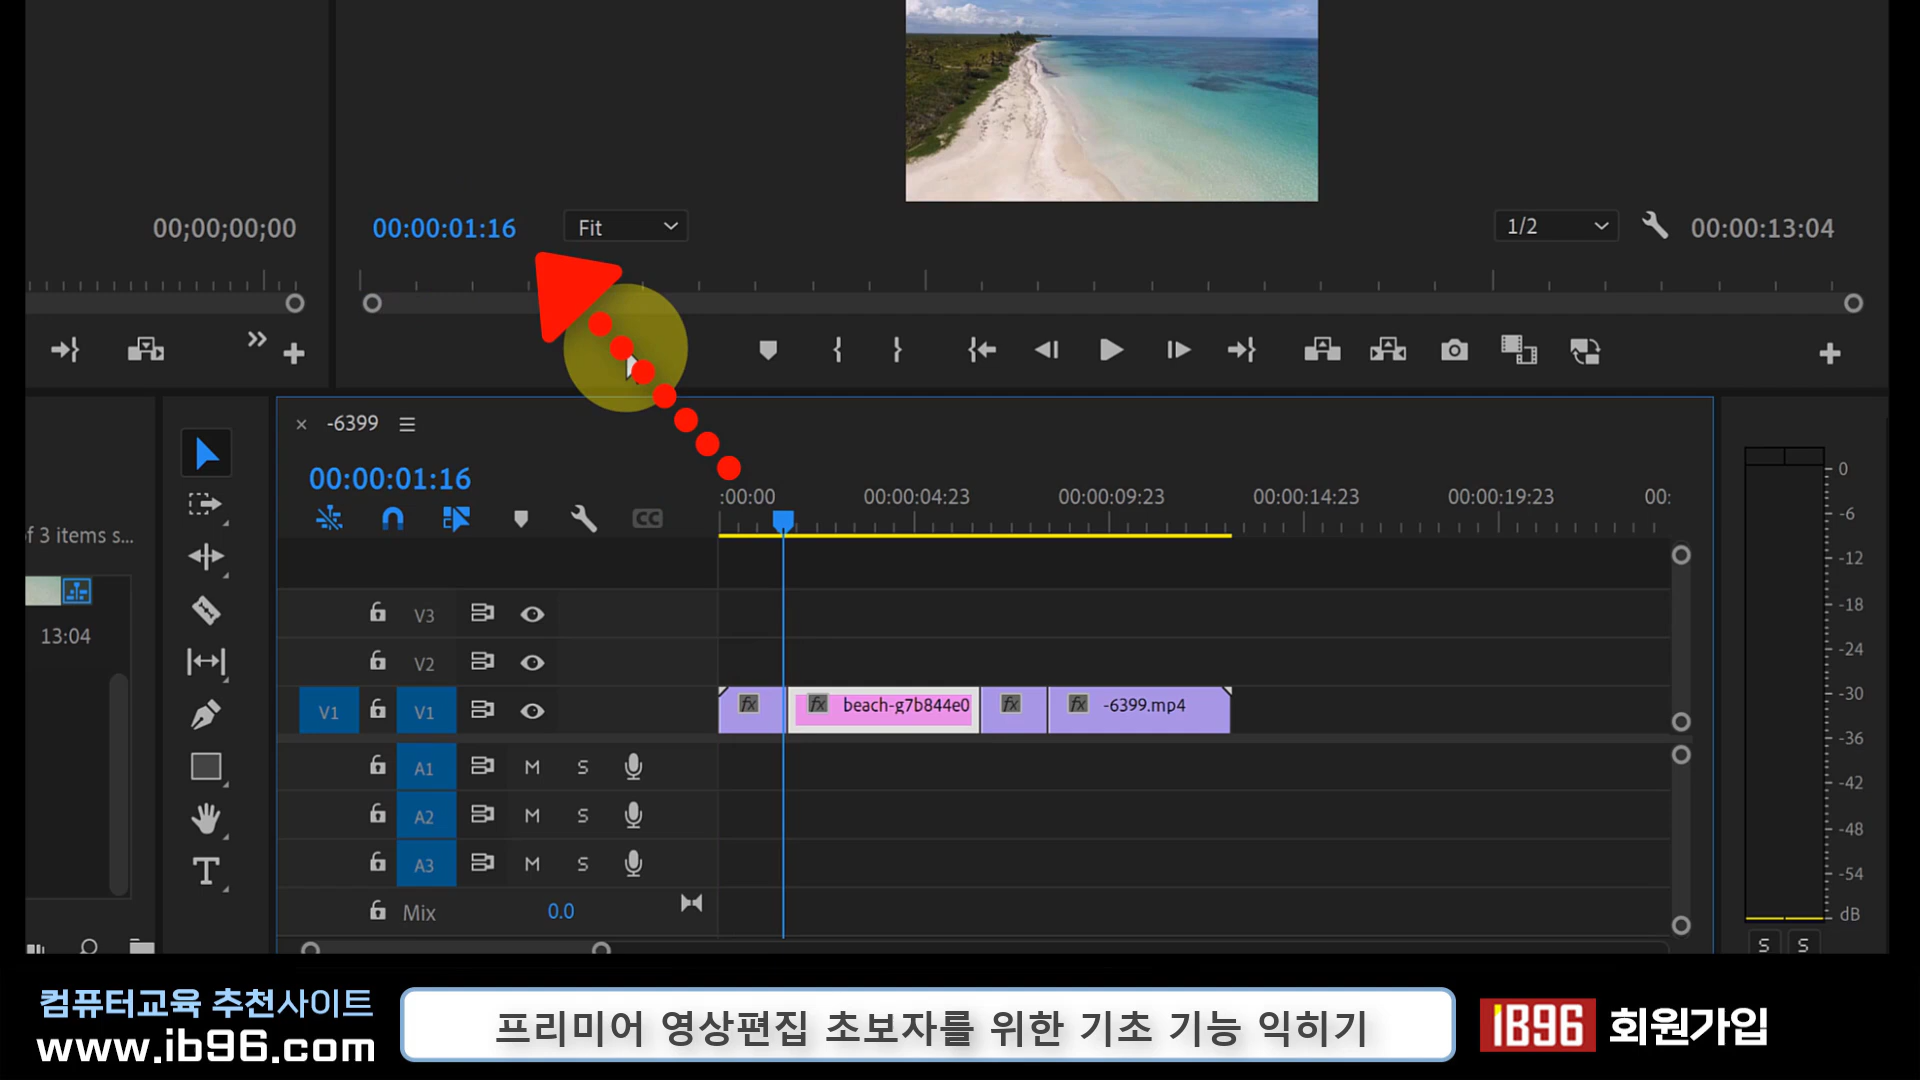 00;00;00;00
00:00:01:16
Fit
1/2
00:00:13:04
× -6399
00:00:01:16
:00:00
00:00:04:23
00:00:09:23
00:00:14:23
00:00:19:23
00:
CC
f 3 items s...
13:04
V3
V2
V1 V1
fx
fx beach-g7b844e0
fx
fx -6399.mp4
A1 M S
A2 M S
A3 M S
Mix 0.0
T
0
-6
-12
-18
-24
-30
-36
-42
-48
-54
dB
S S
컴퓨터교육 추천사이트
www.ib96.com
프리미어 영상편집 초보자를 위한 기초 기능 익히기
IB96 회원가입